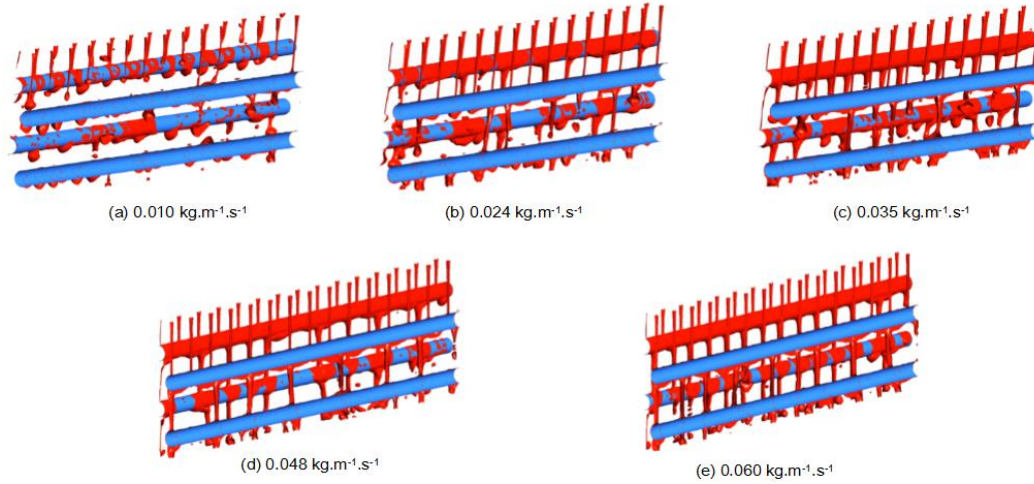 (a) 0.010 kg.m⁻¹.s⁻¹
(b) 0.024 kg.m⁻¹.s⁻¹
(c) 0.035 kg.m⁻¹.s⁻¹
(d) 0.048 kg.m⁻¹.s⁻¹
(e) 0.060 kg.m⁻¹.s⁻¹